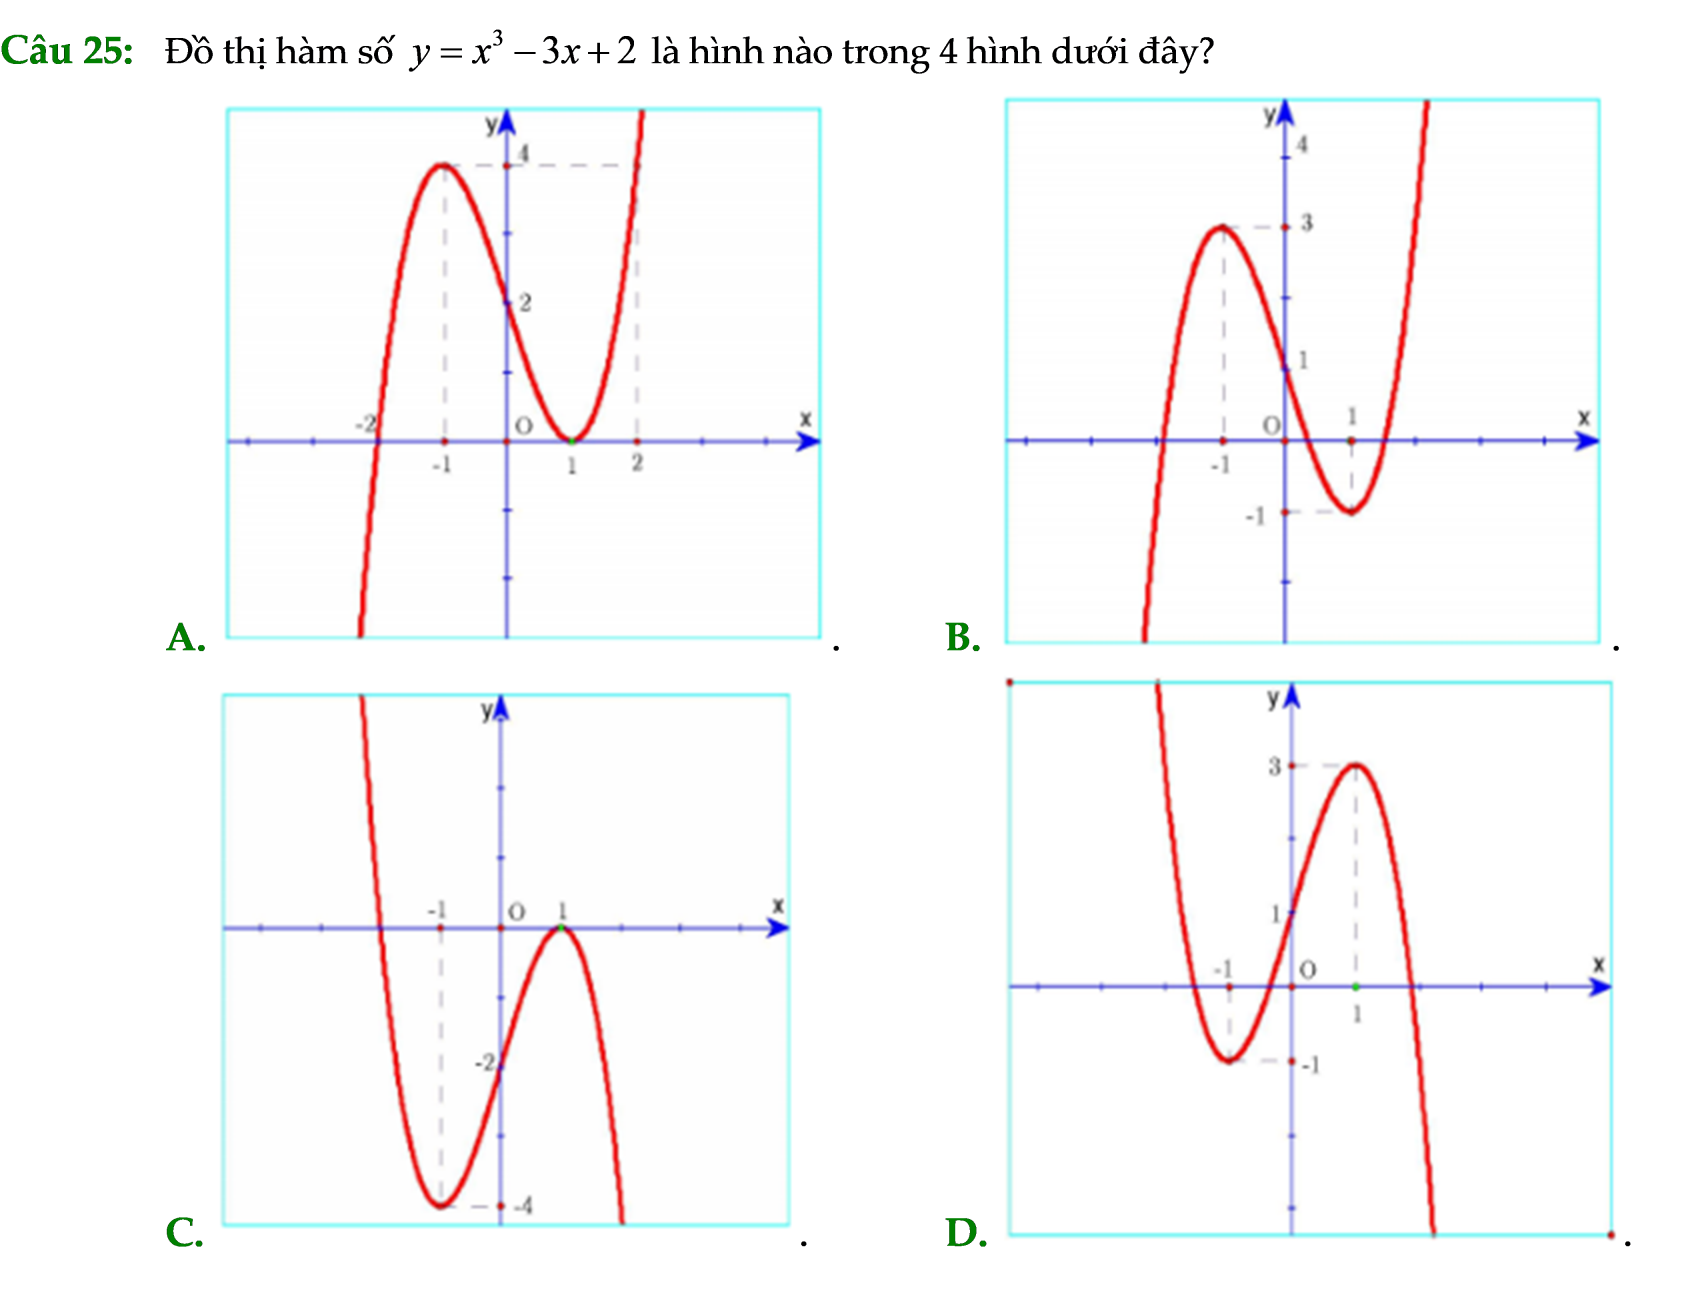 Câu 25: Đồ thị hàm số y = x³ − 3x + 2 là hình nào trong 4 hình dưới đây?
y
4
2
-2
O
x
-1
1
2
A.
.
y
4
3
1
O
1
x
-1
-1
B.
.
y
-1
O
1
x
-2
-4
C.
.
y
3
1
-1
O
x
1
-1
D.
.